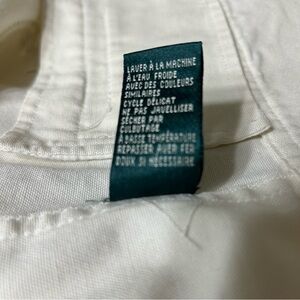 LAVER À LA MACHINE
À L'EAU FROIDE
AVEC DES COULEURS
SIMILAIRES
CYCLE DÉLICAT
NE PAS JAVELLISER
SÉCHER PAR
CULBUTAGE
À BASSE TEMPÉRATURE
REPASSER AVEC FER
DOUX SI NÉCESSAIRE